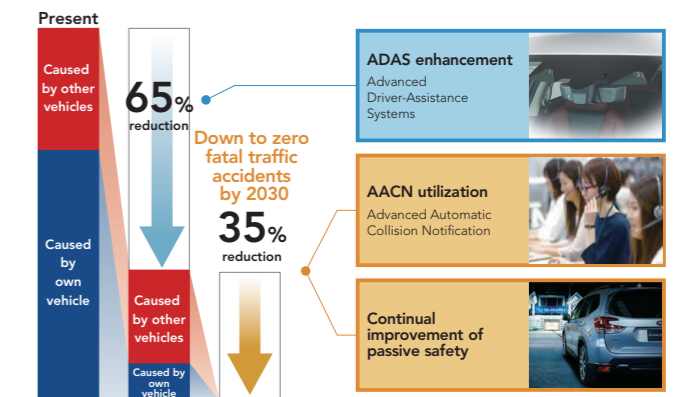 Present
Caused
by other
vehicles
Caused
by
own
vehicle
65%
reduction
Caused
by other
vehicles
Caused by
own
vehicle
Down to zero
fatal traffic
accidents
by 2030
35%
reduction
ADAS enhancement
Advanced
Driver-Assistance
Systems
AACN utilization
Advanced Automatic
Collision Notification
Continual
improvement of
passive safety
SUBARU